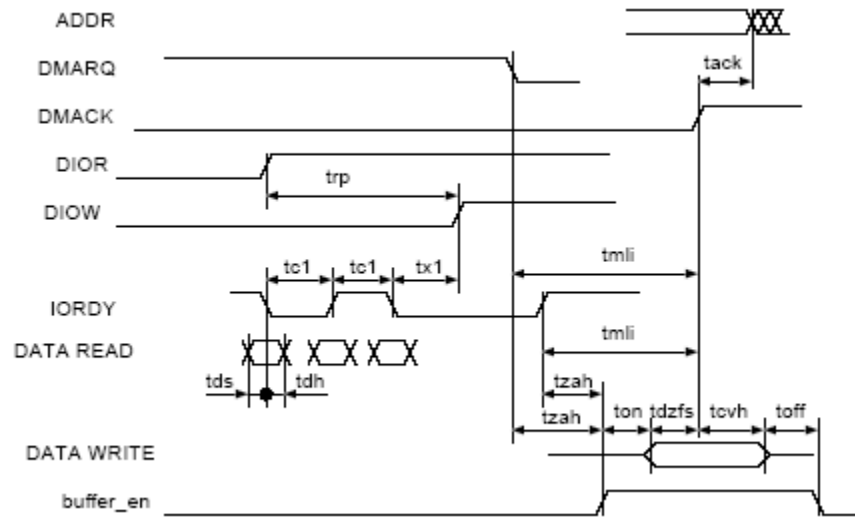 ADDR
DMARQ
tack
DMACK
DIOR
trp
DIOW
tmli
tc1 tc1 tx1
IORDY
tmli
DATA READ
tds tdh
tzah
tzah ton tdzfs tcvh toff
DATA WRITE
buffer_en